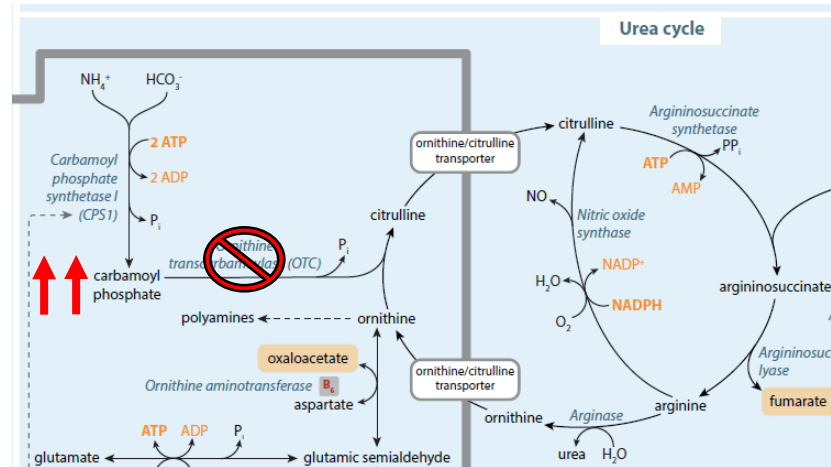 Urea cycle
NH₄⁺
HCO₃⁻
2 ATP
2 ADP
Carbamoyl
phosphate
synthetase I
(CPS1)
Pᵢ
carbamoyl
phosphate
(OTC)
Pᵢ
citrulline
polyamines
ornithine
oxaloacetate
Ornithine aminotransferase B₆
aspartate
ATP
ADP
Pᵢ
glutamate
glutamic semialdehyde
ornithine/citrulline
transporter
ornithine/citrulline
transporter
citrulline
Argininosuccinate
synthetase
ATP
PPᵢ
AMP
NO
Nitric oxide
synthase
H₂O
NADP⁺
O₂
NADPH
argininosuccinate
Argininosuc
lyase
fumarate
arginine
Arginase
ornithine
urea
H₂O